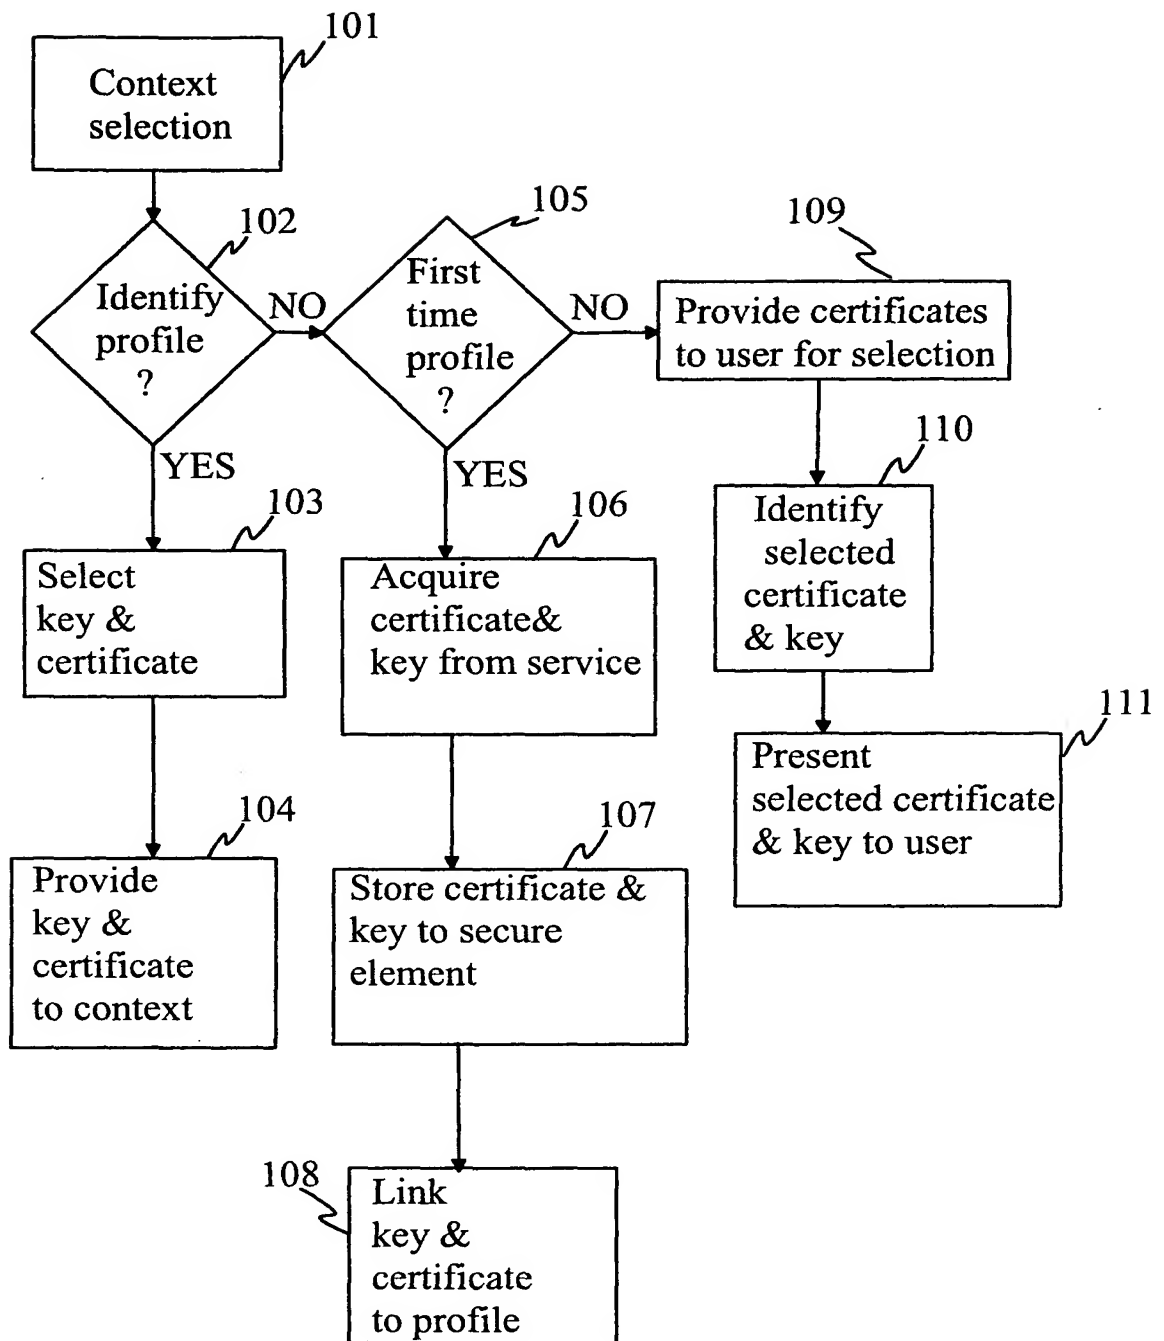 101
Context
selection
102
Identify
profile
?
NO
YES
105
First
time
profile
?
NO
YES
109
Provide certificates
to user for selection
103
Select
key &
certificate
106
Acquire
certificate&
key from service
110
Identify
selected
certificate
& key
111
Present
selected certificate
& key to user
104
Provide
key &
certificate
to context
107
Store certificate &
key to secure
element
108
Link
key &
certificate
to profile